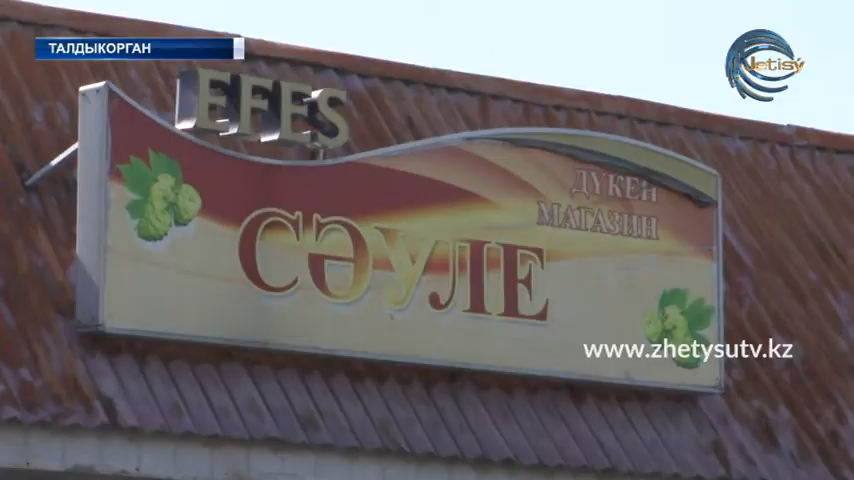 ТАЛДЫКОРГАН
Jetisý
EFES
ДҮКЕН
МАГАЗИН
СӘУЛЕ
www.zhetysutv.kz